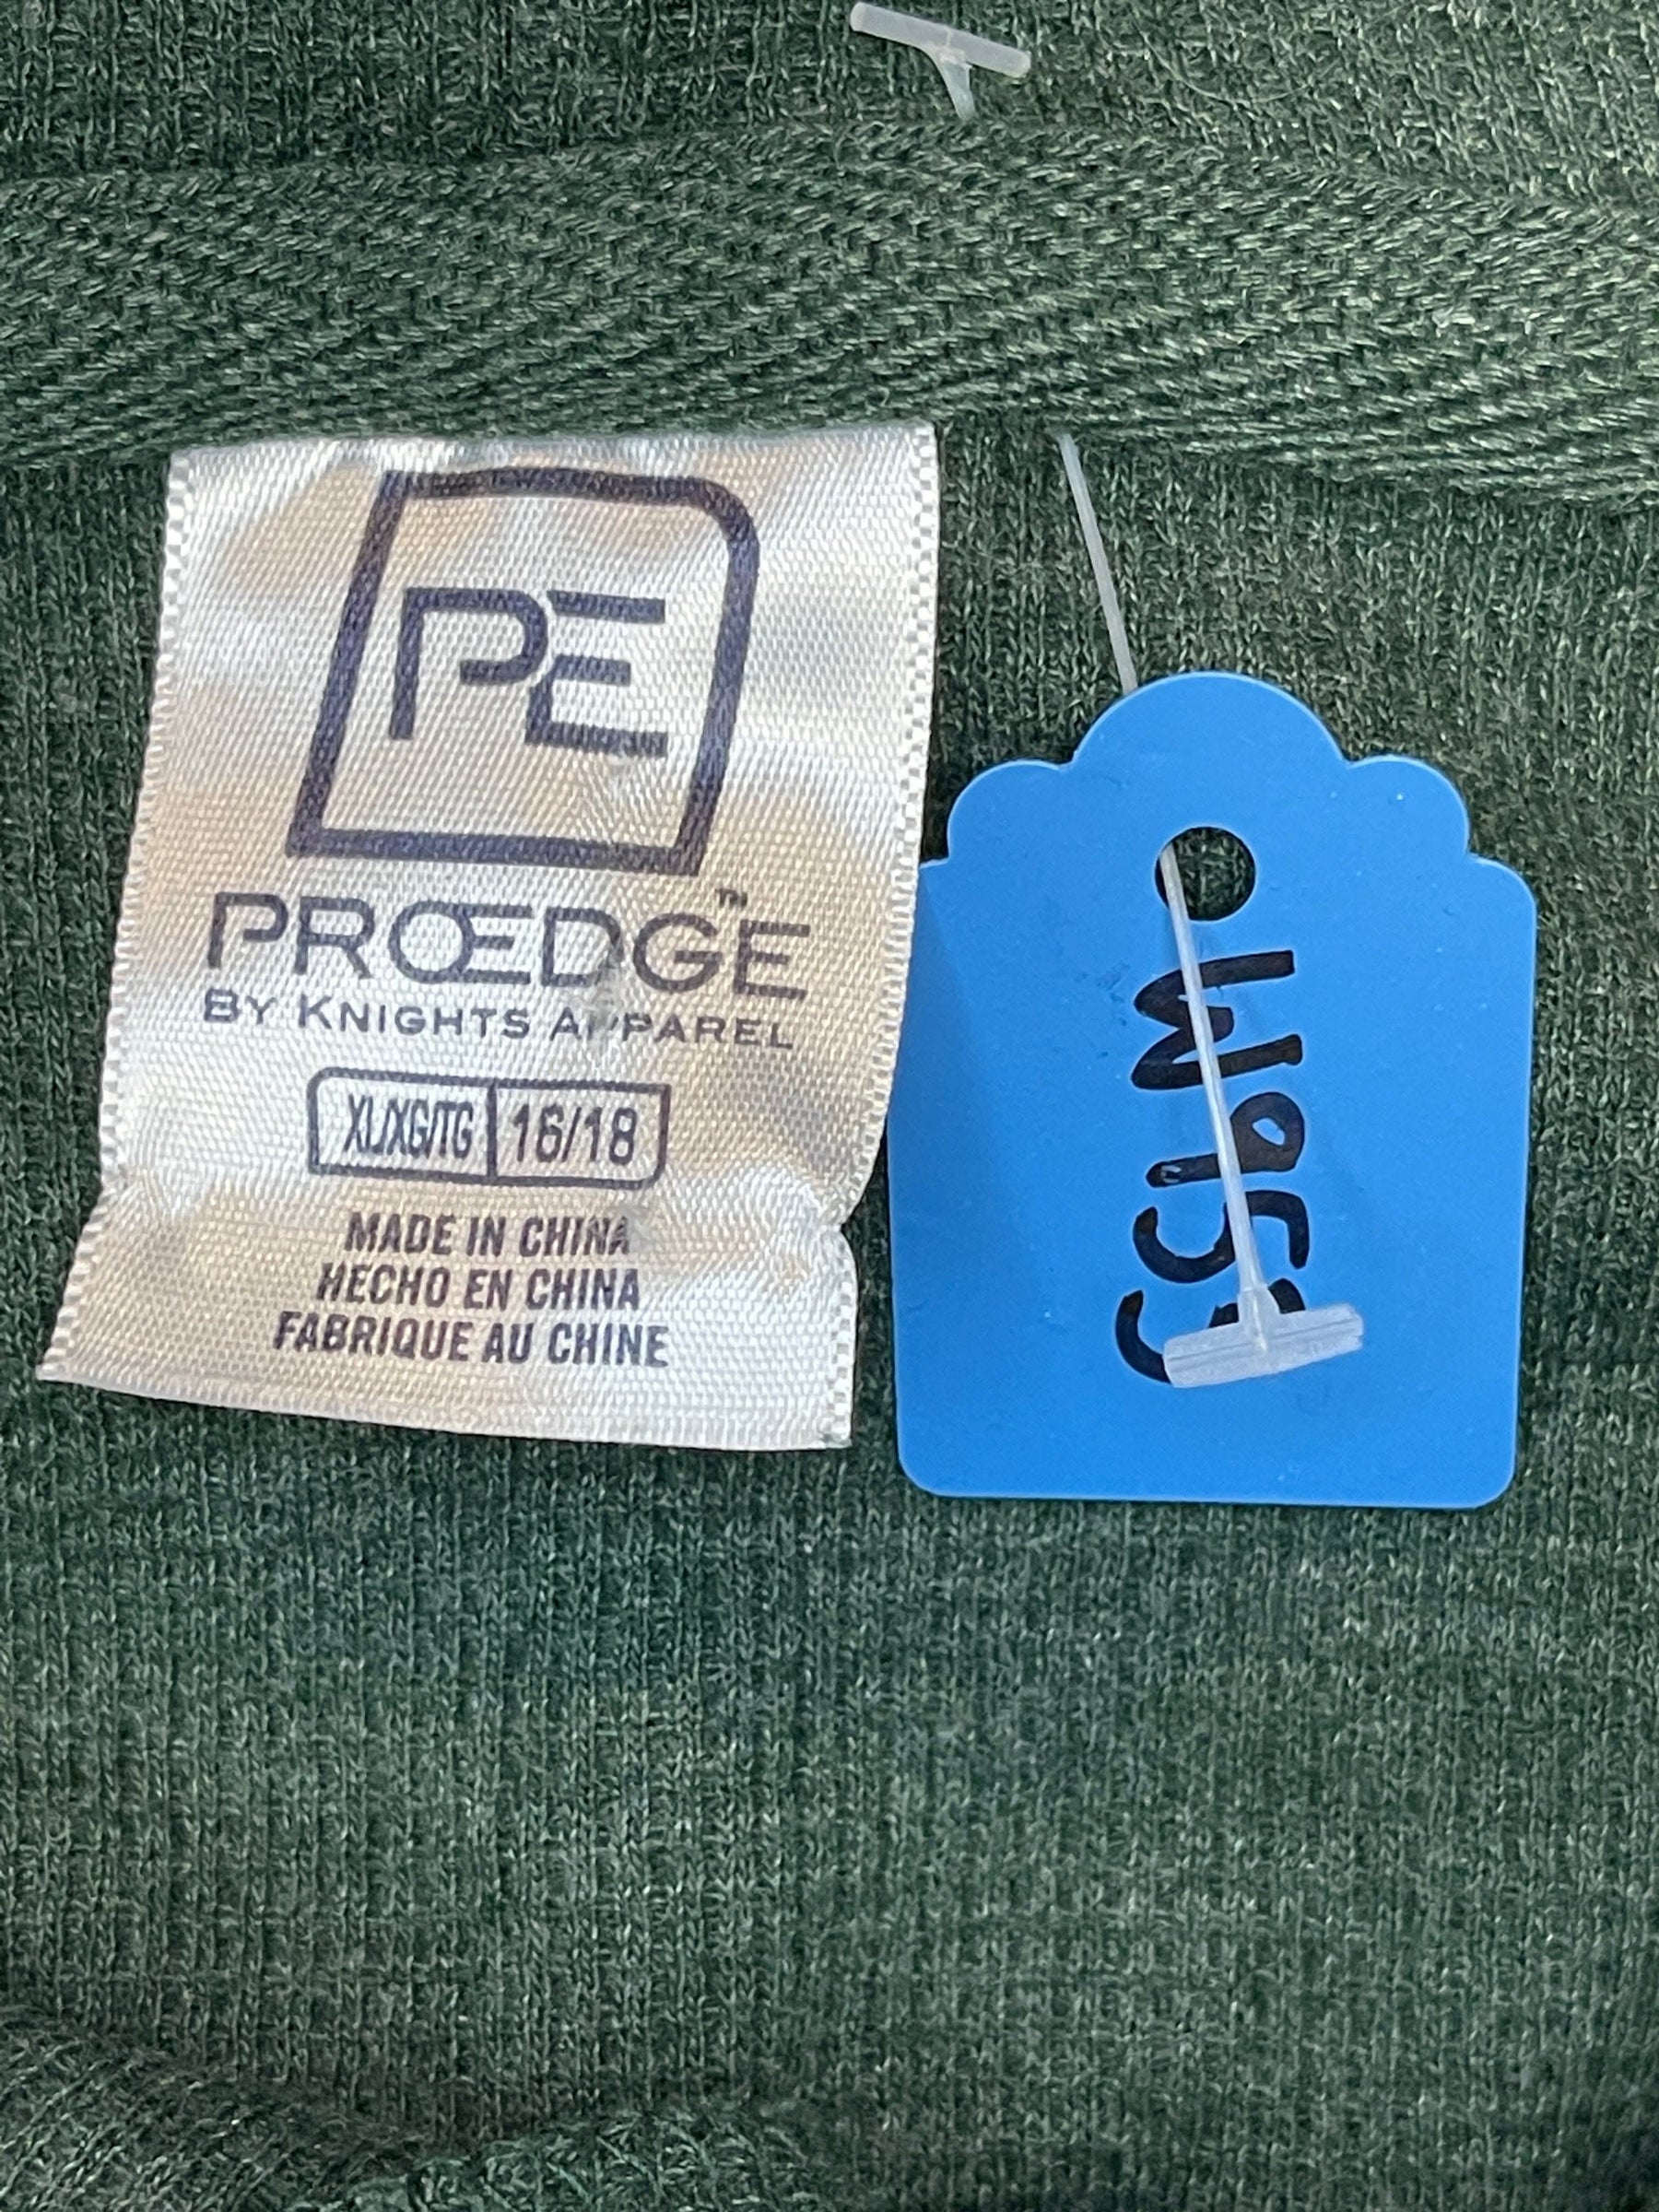 PE
PROEDGE™
BY KNIGHTS APPAREL
XL/XG/TG 16/18
MADE IN CHINA
HECHO EN CHINA
FABRIQUE AU CHINE